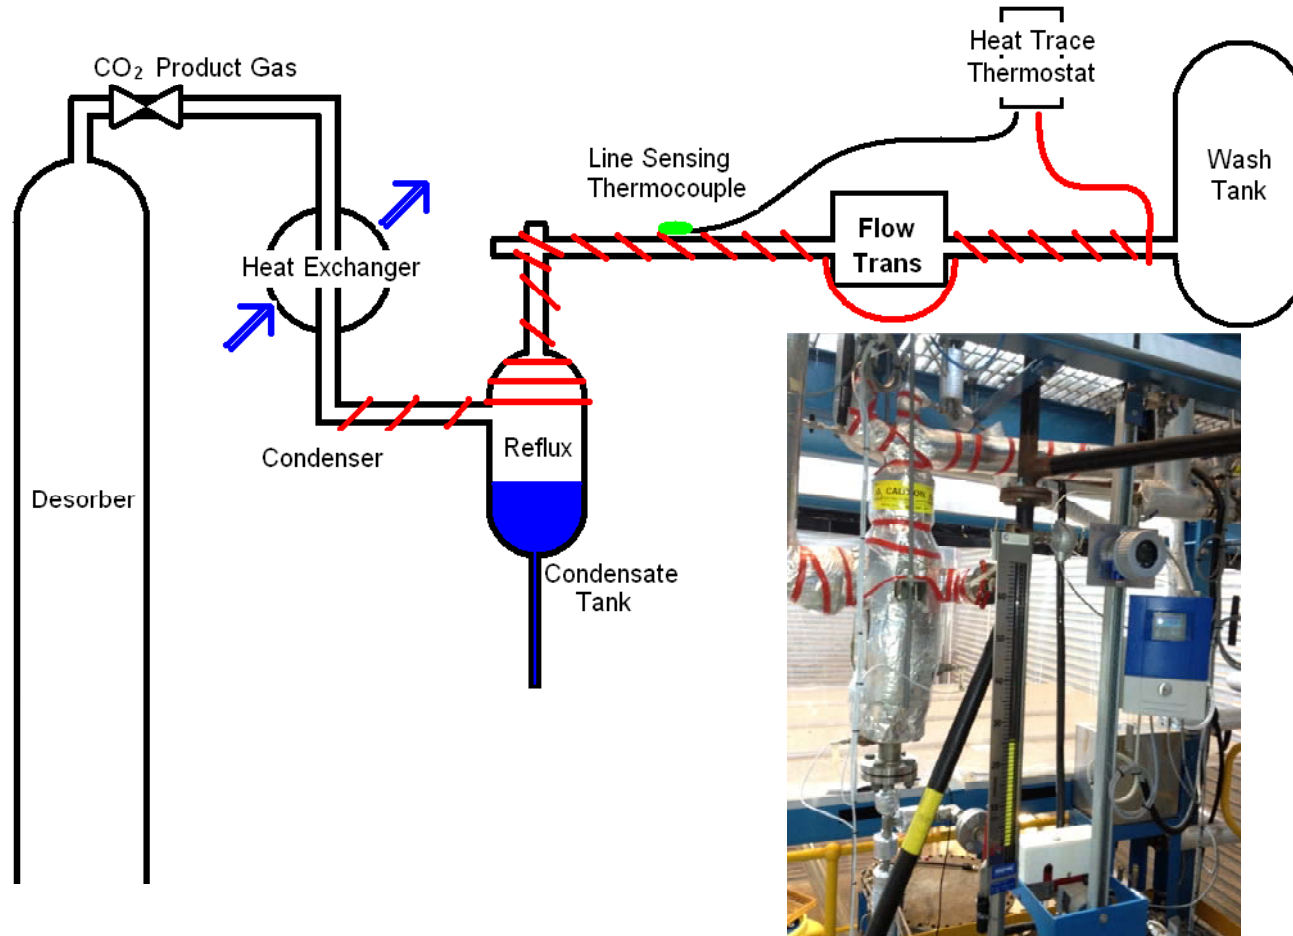 CO₂ Product Gas
Heat Trace
Thermostat
Line Sensing
Thermocouple
Wash
Tank
Flow
Trans
Heat Exchanger
Condenser
Reflux
Desorber
Condensate
Tank
CAUTION